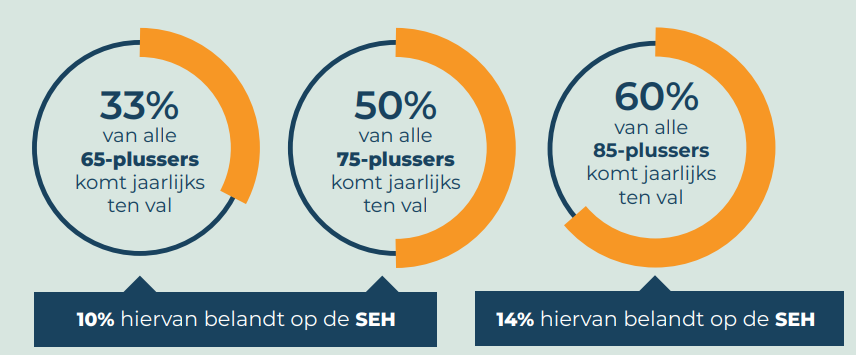 33%
van alle
65-plussers
komt jaarlijks
ten val
50%
van alle
75-plussers
komt jaarlijks
ten val
60%
van alle
85-plussers
komt jaarlijks
ten val
10% hiervan belandt op de SEH
14% hiervan belandt op de SEH